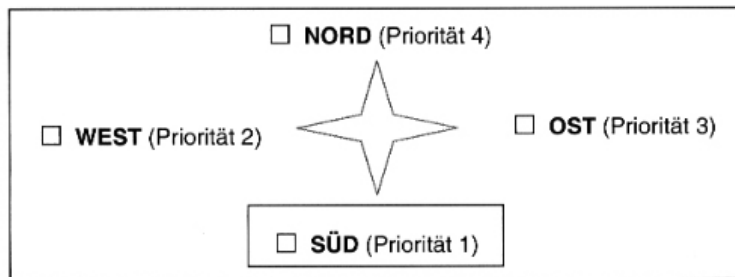 ☐ NORD (Priorität 4)
☐ WEST (Priorität 2)
☐ OST (Priorität 3)
☐ SÜD (Priorität 1)